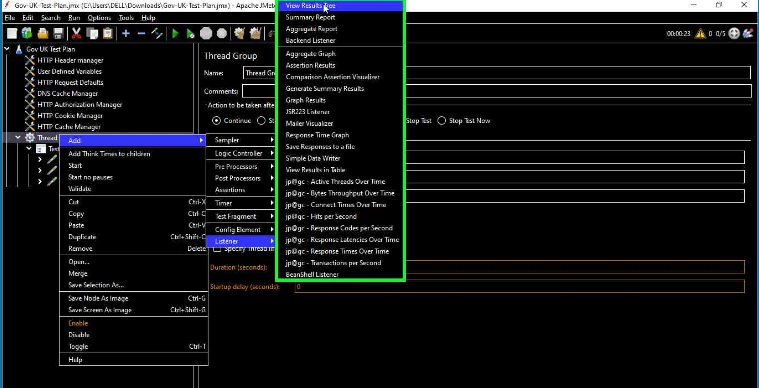 Gov-UK-Test-Plan.jmx (C:\Users\DELL\Downloads\Gov-UK-Test-Plan.jmx) - Apache JMete
File Edit Search Run Options Tools Help
00:00:23 0 0/5
Gov UK Test Plan
HTTP Header manager
User Defined Variables
HTTP Request Defaults
DNS Cache Manager
HTTP Authorization Manager
HTTP Cookie Manager
HTTP Cache Manager
Thread
Test
Thread Group
Name: Thread Gr
Comments:
Action to be taken afte
Continue St
Stop Test Stop Test Now
Specify Thread life
Duration (seconds):
Startup delay (seconds): 0
Add
Add Think Times to children
Start
Start no pauses
Validate
Cut Ctrl-X
Copy Ctrl-C
Paste Ctrl-V
Duplicate Ctrl+Shift-C
Remove Delete
Open...
Merge
Save Selection As...
Save Node As Image Ctrl-G
Save Screen As Image Ctrl+Shift-G
Enable
Disable
Toggle Ctrl-T
Help
Sampler
Logic Controller
Pre Processors
Post Processors
Assertions
Timer
Test Fragment
Config Element
Listener
View Results Tree
Summary Report
Aggregate Report
Backend Listener
Aggregate Graph
Assertion Results
Comparison Assertion Visualizer
Generate Summary Results
Graph Results
JSR223 Listener
Mailer Visualizer
Response Time Graph
Save Responses to a file
Simple Data Writer
View Results in Table
jp@gc - Active Threads Over Time
jp@gc - Bytes Throughput Over Time
jp@gc - Connect Times Over Time
jp@gc - Hits per Second
jp@gc - Response Codes per Second
jp@gc - Response Latencies Over Time
jp@gc - Response Times Over Time
jp@gc - Transactions per Second
BeanShell Listener